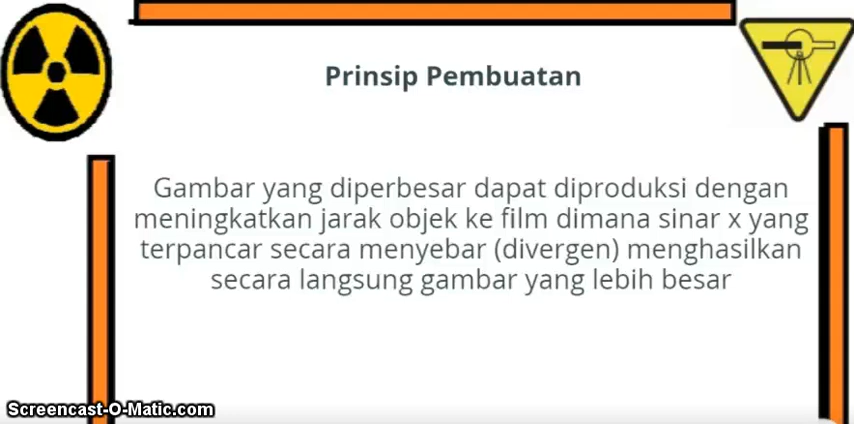 Prinsip Pembuatan
Gambar yang diperbesar dapat diproduksi dengan
meningkatkan jarak objek ke film dimana sinar x yang
terpancar secara menyebar (divergen) menghasilkan
secara langsung gambar yang lebih besar
Screencast-O-Matic.com